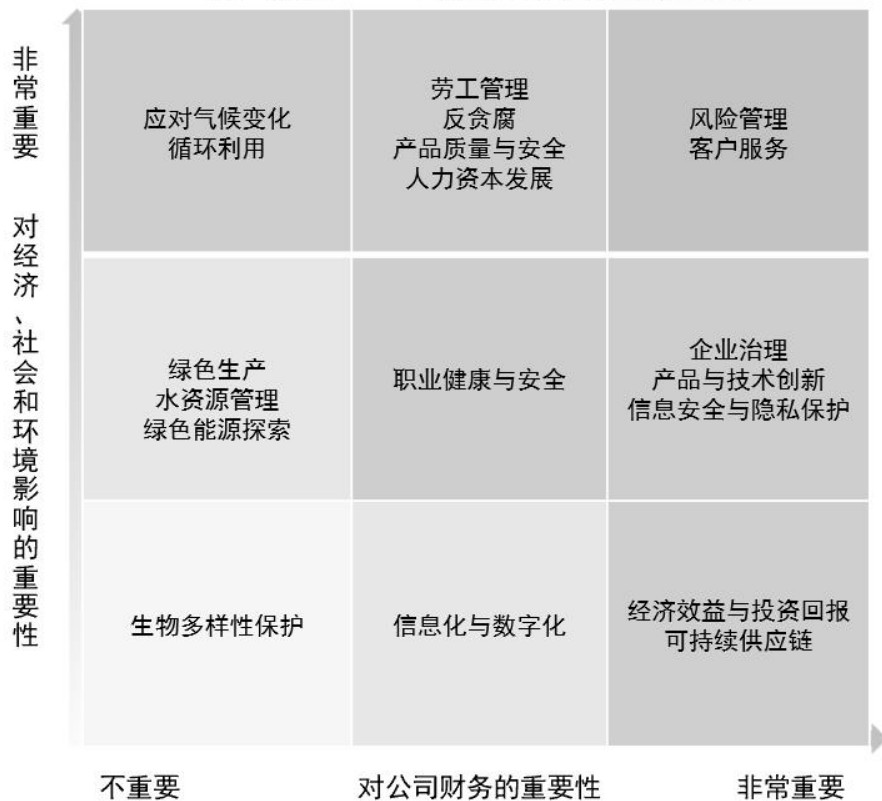 非常重要
对经济、社会和环境影响的重要性
应对气候变化
循环利用
劳工管理
反贪腐
产品质量与安全
人力资本发展
风险管理
客户服务
绿色生产
水资源管理
绿色能源探索
职业健康与安全
企业治理
产品与技术创新
信息安全与隐私保护
生物多样性保护
信息化与数字化
经济效益与投资回报
可持续供应链
不重要
对公司财务的重要性
非常重要